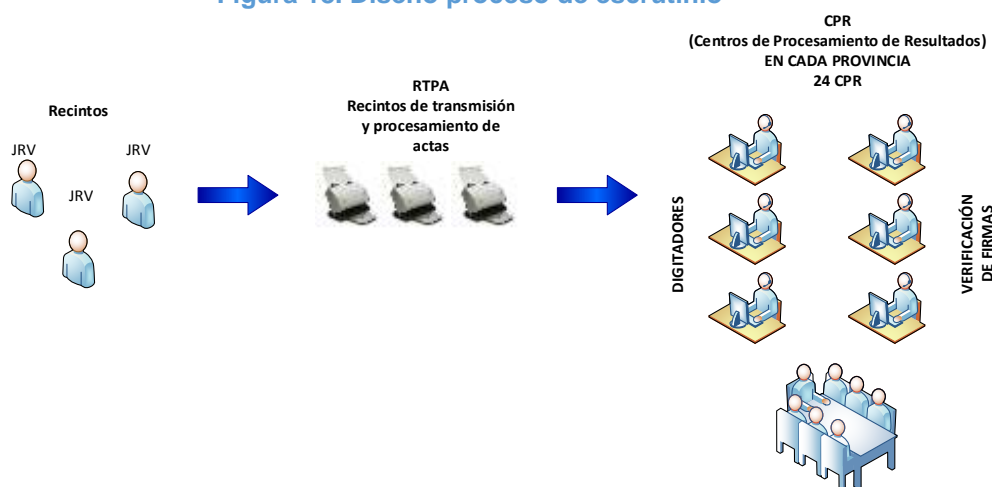 CPR
(Centros de Procesamiento de Resultados)
EN CADA PROVINCIA
24 CPR
RTPA
Recintos de transmisión
y procesamiento de
actas
Recintos
JRV
JRV
JRV
DIGITADORES
VERIFICACIÓN
DE FIRMAS